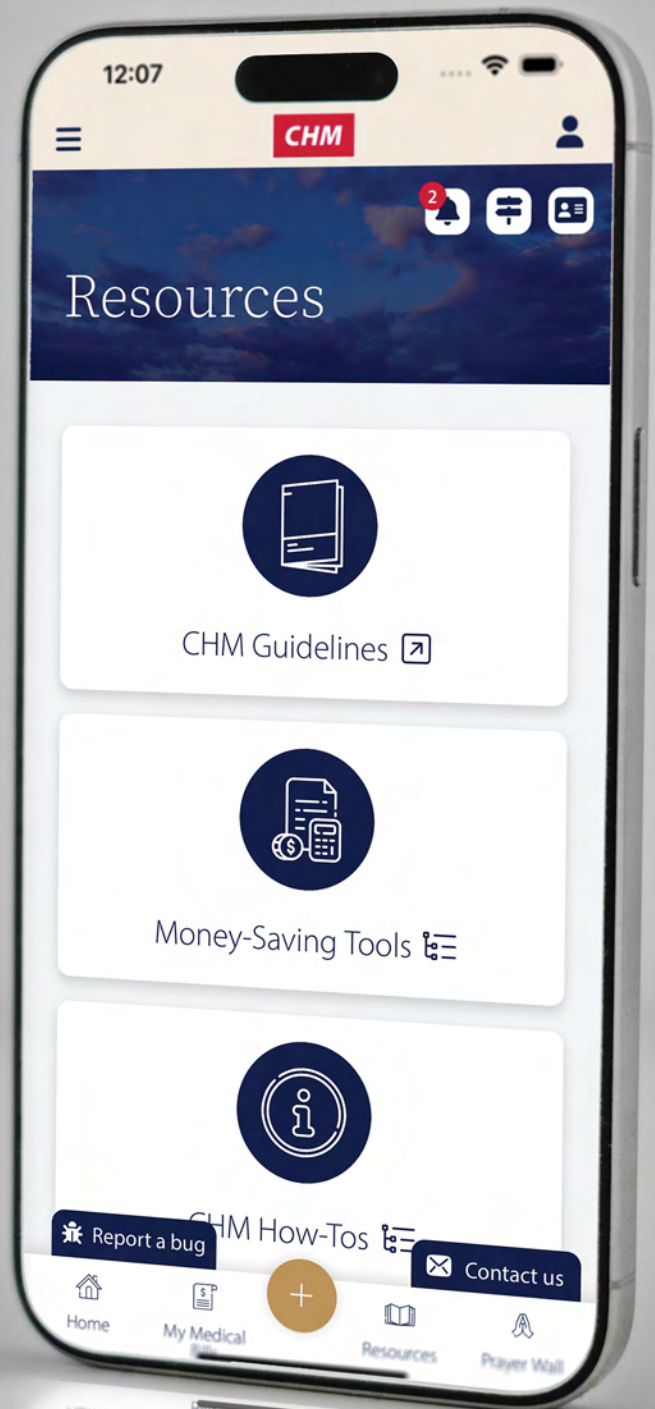 12:07
CHM
2
Resources
CHM Guidelines
Money-Saving Tools
CHM How-Tos
Report a bug
Contact us
Home
My Medical
Bills
Resources
Prayer Wall